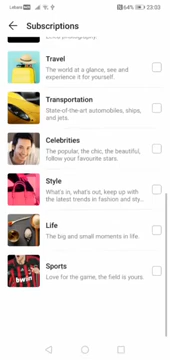 23:03
Subscriptions
Travel
The world at a glance, see and
experience it for yourself.
Transportation
State-of-the-art automobiles, ships,
and jets.
Celebrities
The popular, the chic, the beautiful,
follow your favourite stars.
Style
What's in, what's out, keep up with
the latest trends in fashion and sty...
Life
The big and small moments in life.
Sports
Love for the game, the field is yours.